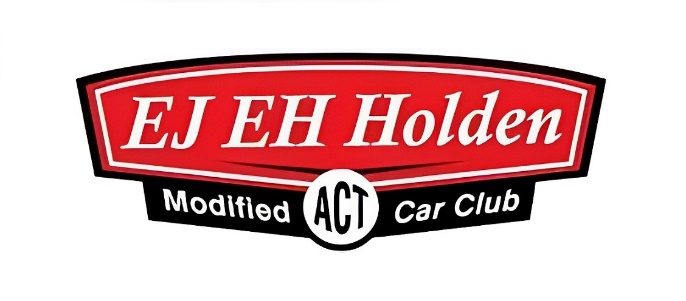 EJ EH Holden
Modified ACT Car Club